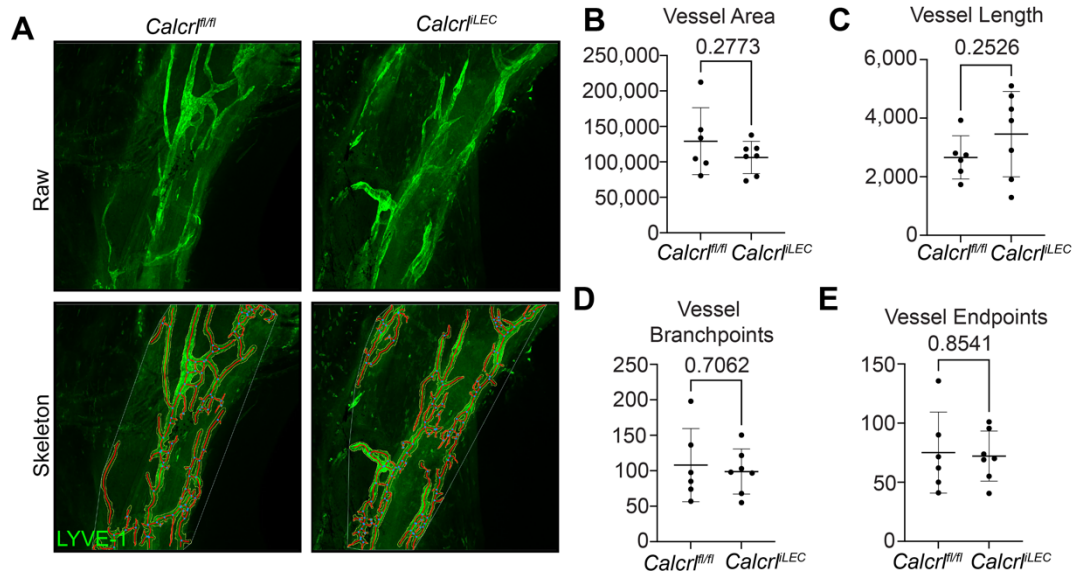 A
Calcrl^fl/fl
Calcrl^iLEC
Raw
Skeleton
LYVE-1
B
Vessel Area
0.2773
250,000
200,000
150,000
100,000
50,000
0
Calcrl^fl/fl
Calcrl^iLEC
C
Vessel Length
0.2526
6,000
4,000
2,000
0
Calcrl^fl/fl
Calcrl^iLEC
D
Vessel
Branchpoints
0.7062
250
200
150
100
50
0
Calcrl^fl/fl
Calcrl^iLEC
E
Vessel Endpoints
0.8541
150
100
50
0
Calcrl^fl/fl
Calcrl^iLEC